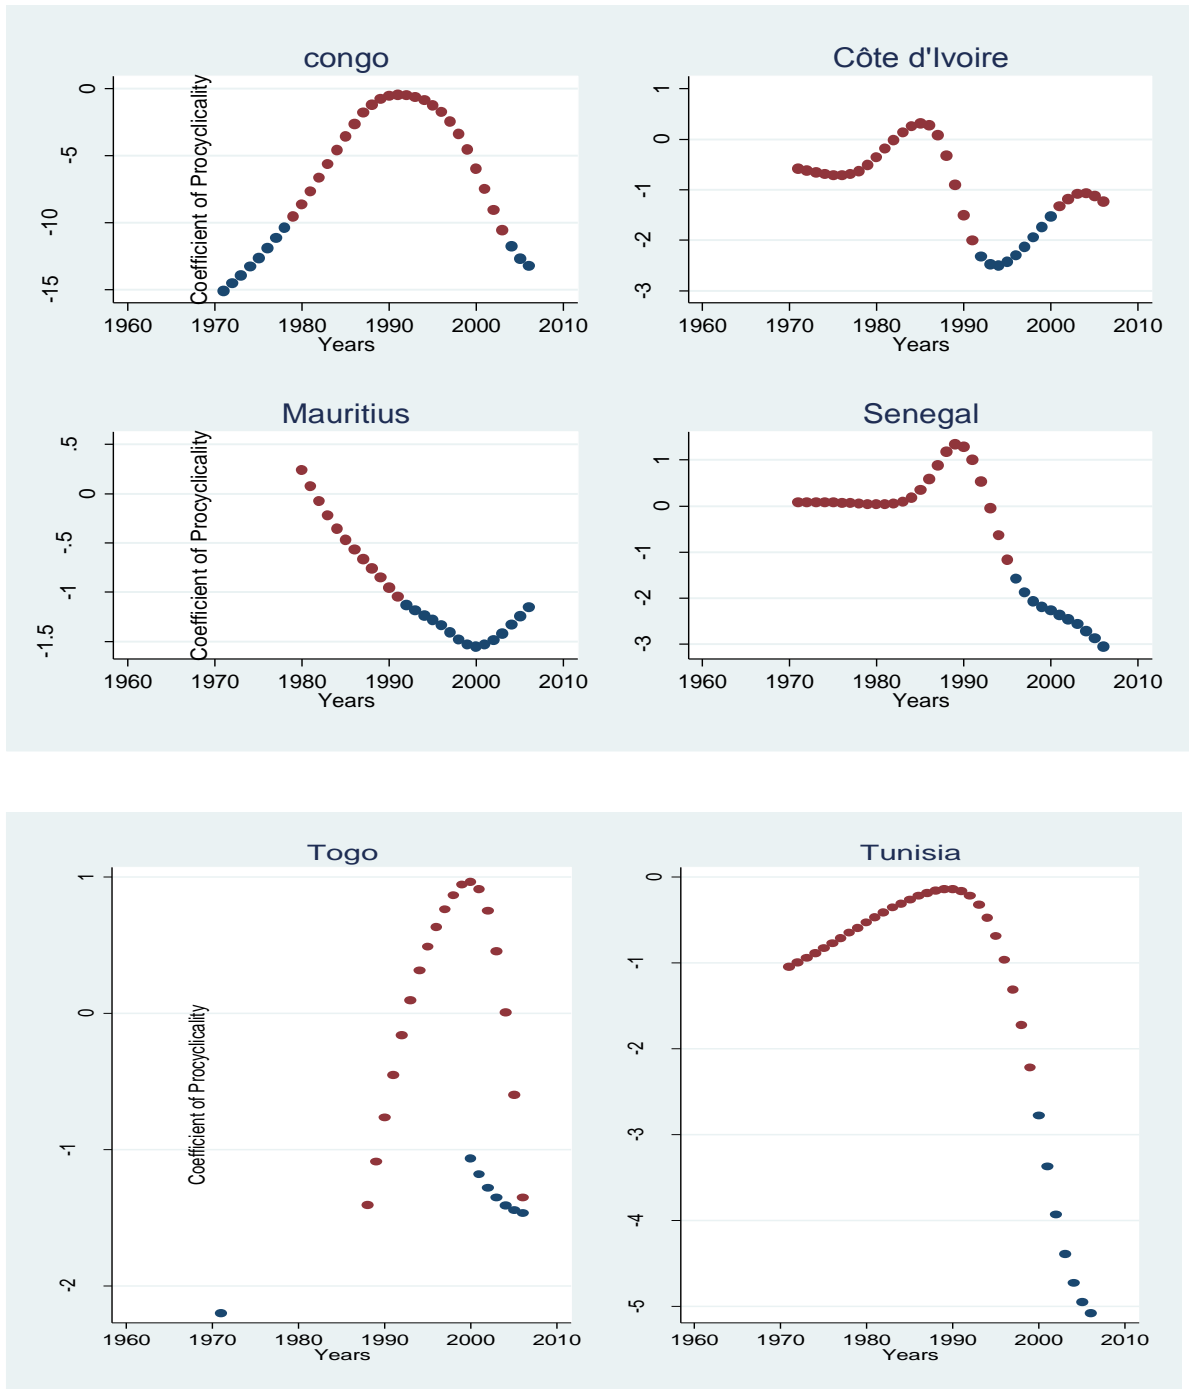 congo
Coefficient of Procyclicality
0
-5
-10
-15
1960 1970 1980 1990 2000 2010
Years
Côte d'Ivoire
1
0
-1
-2
-3
1960 1970 1980 1990 2000 2010
Years
Mauritius
Coefficient of Procyclicality
.5
0
-.5
-1
-1.5
1960 1970 1980 1990 2000 2010
Years
Senegal
1
0
-1
-2
-3
1960 1970 1980 1990 2000 2010
Years
Togo
Coefficient of Procyclicality
1
0
-1
-2
1960 1970 1980 1990 2000 2010
Years
Tunisia
0
-1
-2
-3
-4
-5
1960 1970 1980 1990 2000 2010
Years